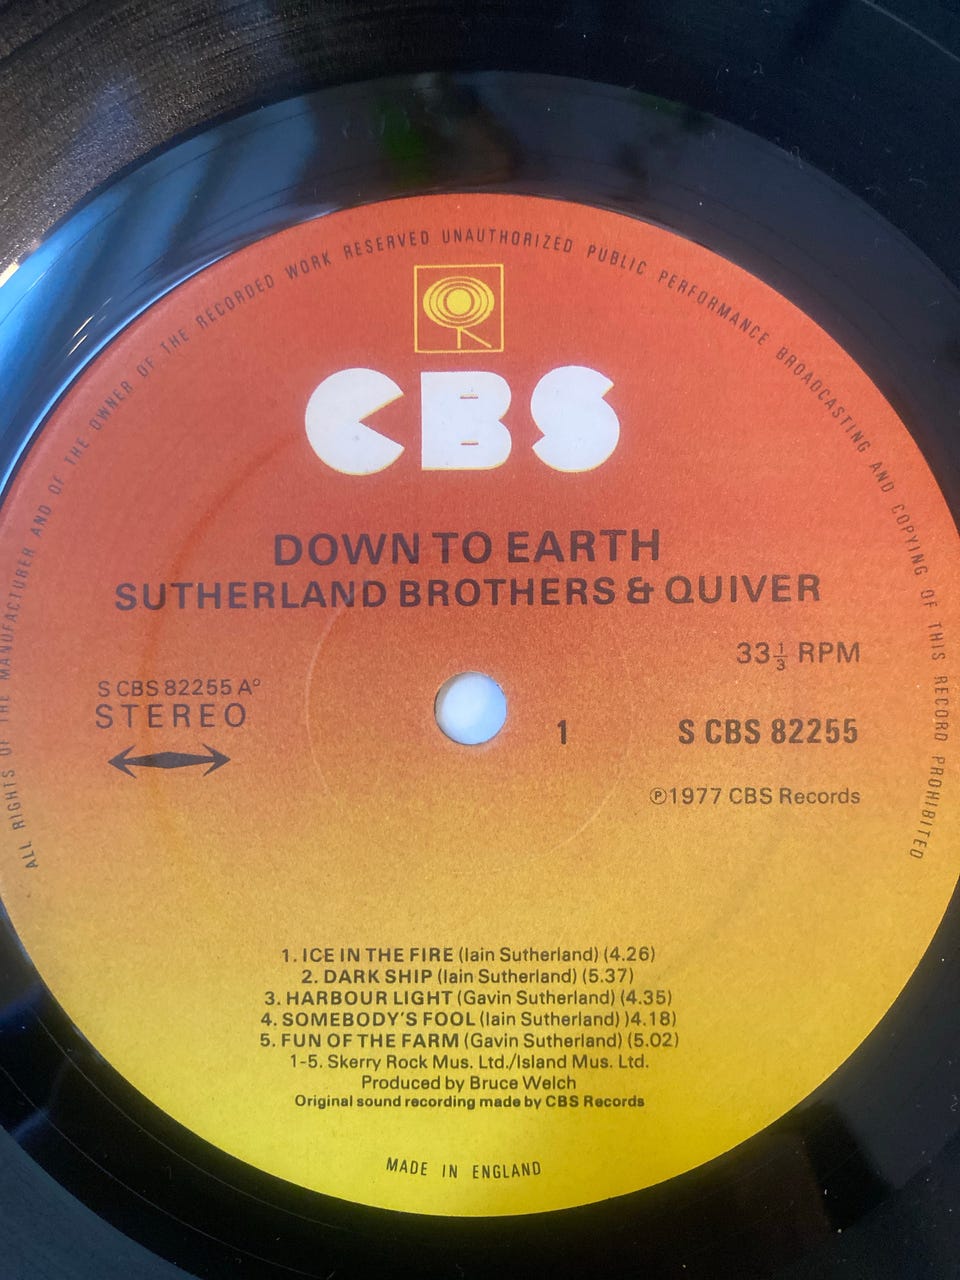 ALL RIGHTS OF THE MANUFACTURER AND OF THE OWNER OF THE RECORDED WORK RESERVED UNAUTHORIZED PUBLIC PERFORMANCE BROADCASTING AND COPYING OF THIS RECORD PROHIBITED
CBS
DOWN TO EARTH
SUTHERLAND BROTHERS & QUIVER
33⅓ RPM
S CBS 82255 A°
STEREO
1
S CBS 82255
℗1977 CBS Records
1. ICE IN THE FIRE (Iain Sutherland) (4.26)
2. DARK SHIP (Iain Sutherland) (5.37)
3. HARBOUR LIGHT (Gavin Sutherland) (4.35)
4. SOMEBODY'S FOOL (Iain Sutherland) )4.18)
5. FUN OF THE FARM (Gavin Sutherland) (5.02)
1-5. Skerry Rock Mus. Ltd./Island Mus. Ltd.
Produced by Bruce Welch
Original sound recording made by CBS Records
MADE IN ENGLAND